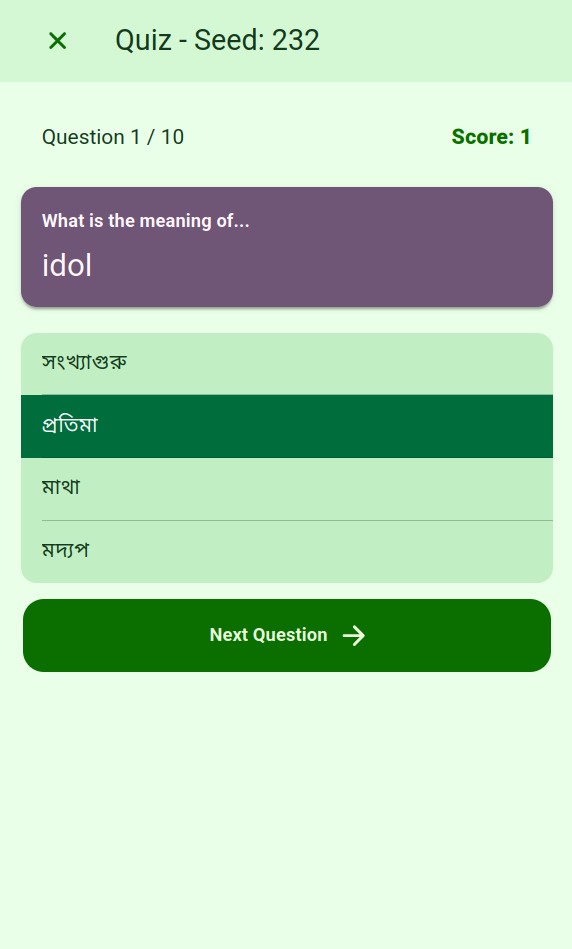 Quiz - Seed: 232
Question 1 / 10
Score: 1
What is the meaning of...
idol
সংখ্যাগুরু
প্রতিমা
মাথা
মদ্যপ
Next Question